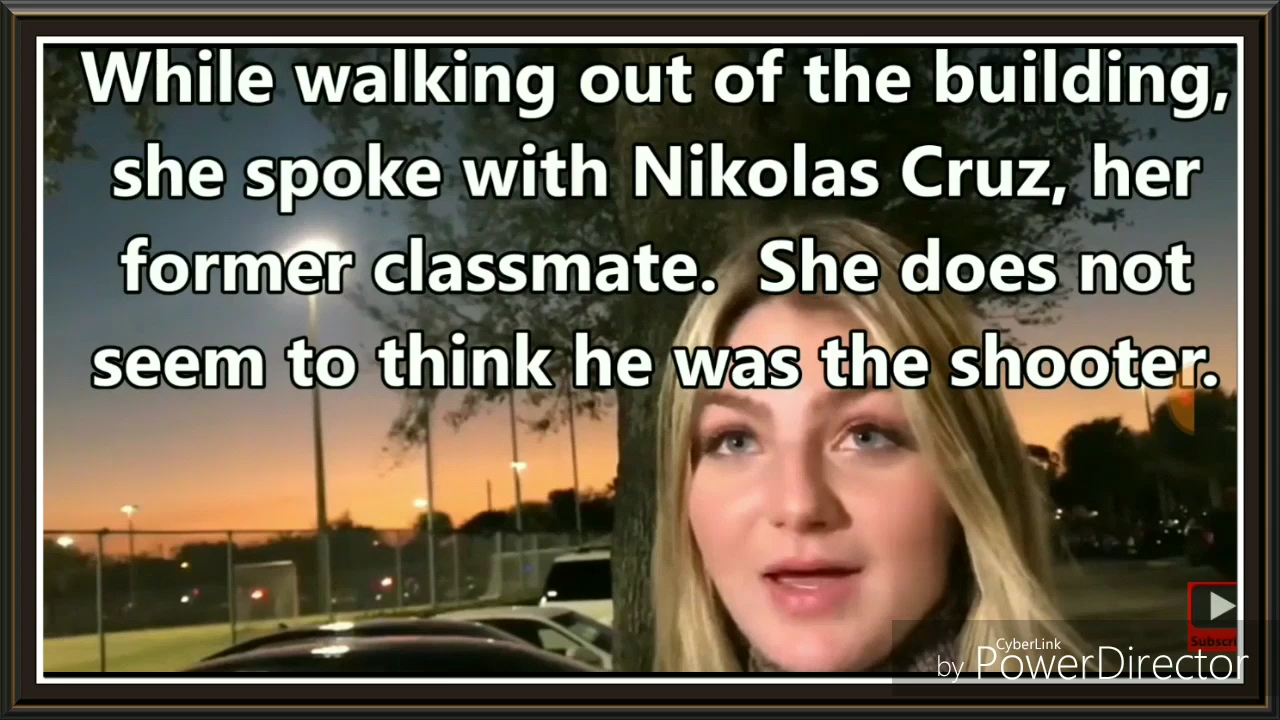 While walking out of the building,
she spoke with Nikolas Cruz, her
former classmate.  She does not
seem to think he was the shooter.
Subscri
CyberLink
by PowerDirector